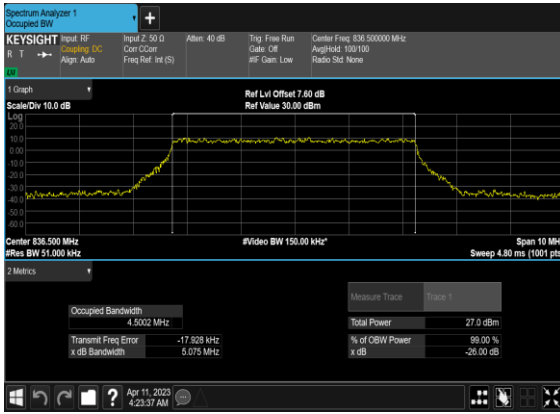 Spectrum Analyzer 1
Occupied BW
KEYSIGHT
R T
LXI
Input: RF
Coupling: DC
Align: Auto
Input Z: 50 Ω
Corr CCorr
Freq Ref: Int (S)
Atten: 40 dB
Trig: Free Run
Gate: Off
#IF Gain: Low
Center Freq: 836.500000 MHz
Avg|Hold: 100/100
Radio Std: None
1 Graph
Scale/Div 10.0 dB
Ref Lvl Offset 7.60 dB
Ref Value 30.00 dBm
Log
20.0
10.0
0.00
-10.0
-20.0
-30.0
-40.0
-50.0
-60.0
Center 836.500 MHz
#Res BW 51.000 kHz
#Video BW 150.00 kHz*
Span 10 MH
Sweep 4.80 ms (1001 pts
2 Metrics
Measure Trace Trace 1
Occupied Bandwidth
4.5002 MHz
Total Power 27.0 dBm
Transmit Freq Error -17.928 kHz
% of OBW Power 99.00 %
x dB Bandwidth 5.075 MHz
x dB -26.00 dB
Apr 11, 2023
4:23:37 AM